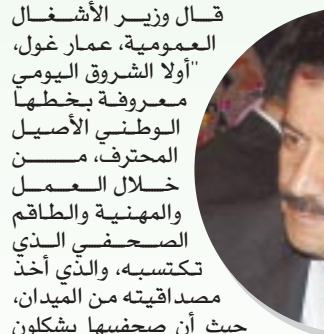 قال وزير الأشغال
العمومية، عمار غول،
"أولا الشروق اليومي
معروفة بخطها
الوطني الأصيل
المحترف، من
خلال العمل
والمهنية والطاقم
الصحفي الذي
تكتسبه، والذي أخذ
مصداقيته من الميدان،
حيث أن صحفييها يشكلون